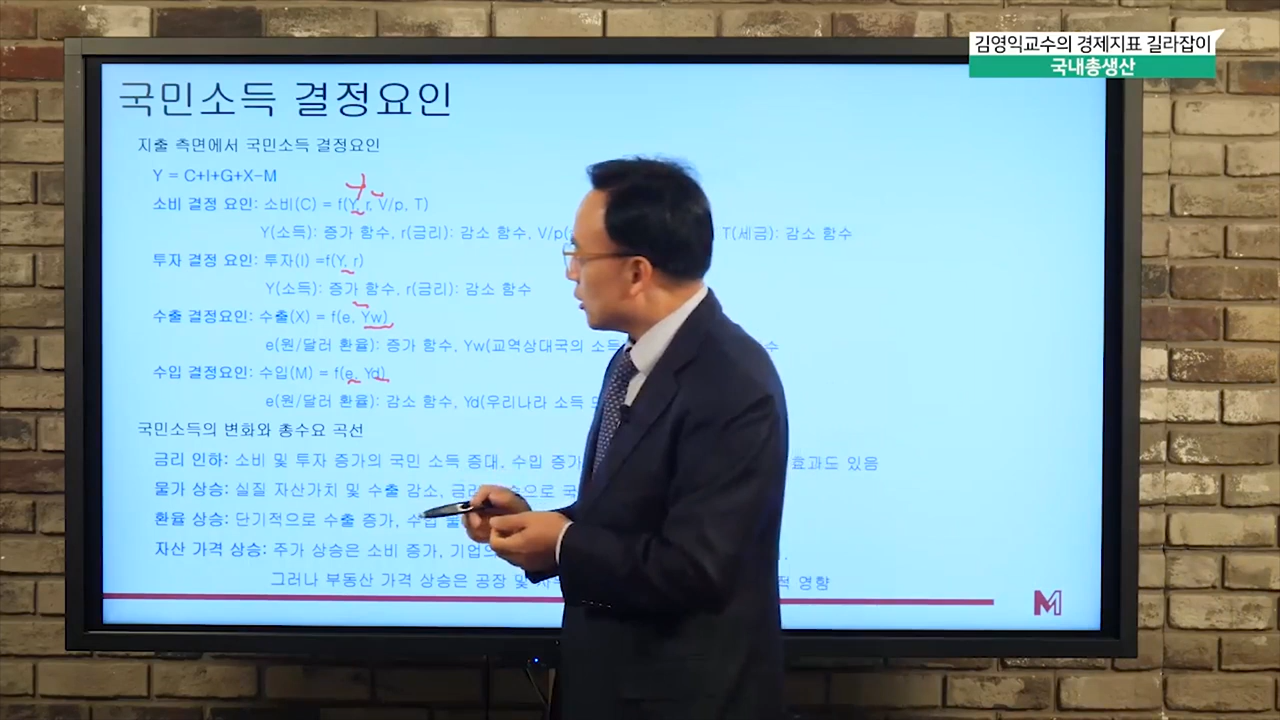 김영익교수의 경제지표 길라잡이
국내총생산
국민소득 결정요인
지출 측면에서 국민소득 결정요인
Y = C+I+G+X-M
소비 결정 요인: 소비(C) = f(Y, r, V/p, T)
Y(소득): 증가 함수, r(금리): 감소 함수, V/p( T(세금): 감소 함수
투자 결정 요인: 투자(I) =f(Y, r)
Y(소득): 증가 함수, r(금리): 감소 함수
수출 결정요인: 수출(X) = f(e, Yw)
e(원/달러 환율): 증가 함수, Yw(교역상대국의 소득 수
수입 결정요인: 수입(M) = f(e, Yd)
e(원/달러 환율): 감소 함수, Yd(우리나라 소득
국민소득의 변화와 총수요 곡선
금리 인하: 소비 및 투자 증가의 국민 소득 증대, 수입 증가 효과도 있음
물가 상승: 실질 자산가치 및 수출 감소,
환율 상승: 단기적으로 수출 증가, 수입
자산 가격 상승: 주가 상승은 소비 증가,
그러나 부동산 가격 상승은 공장 및 영향
M